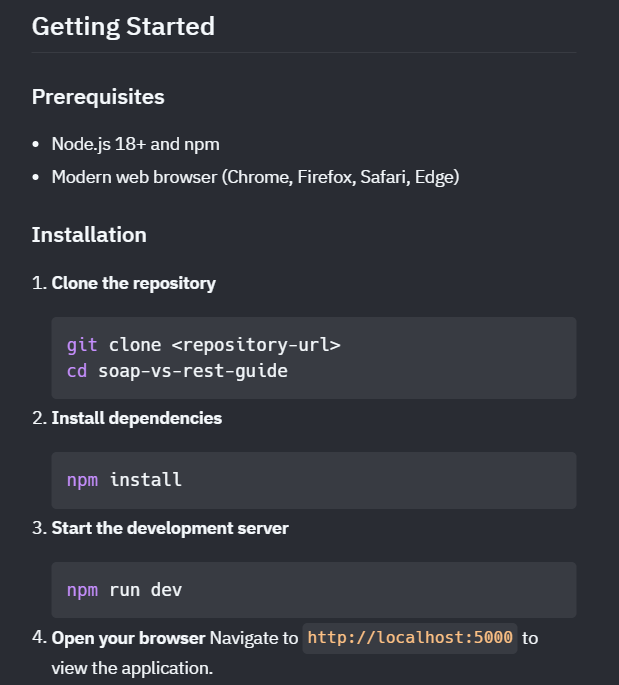 Getting Started
Prerequisites
• Node.js 18+ and npm
• Modern web browser (Chrome, Firefox, Safari, Edge)
Installation
1. Clone the repository
git clone <repository-url>
cd soap-vs-rest-guide
2. Install dependencies
npm install
3. Start the development server
npm run dev
4. Open your browser Navigate to http://localhost:5000 to
view the application.